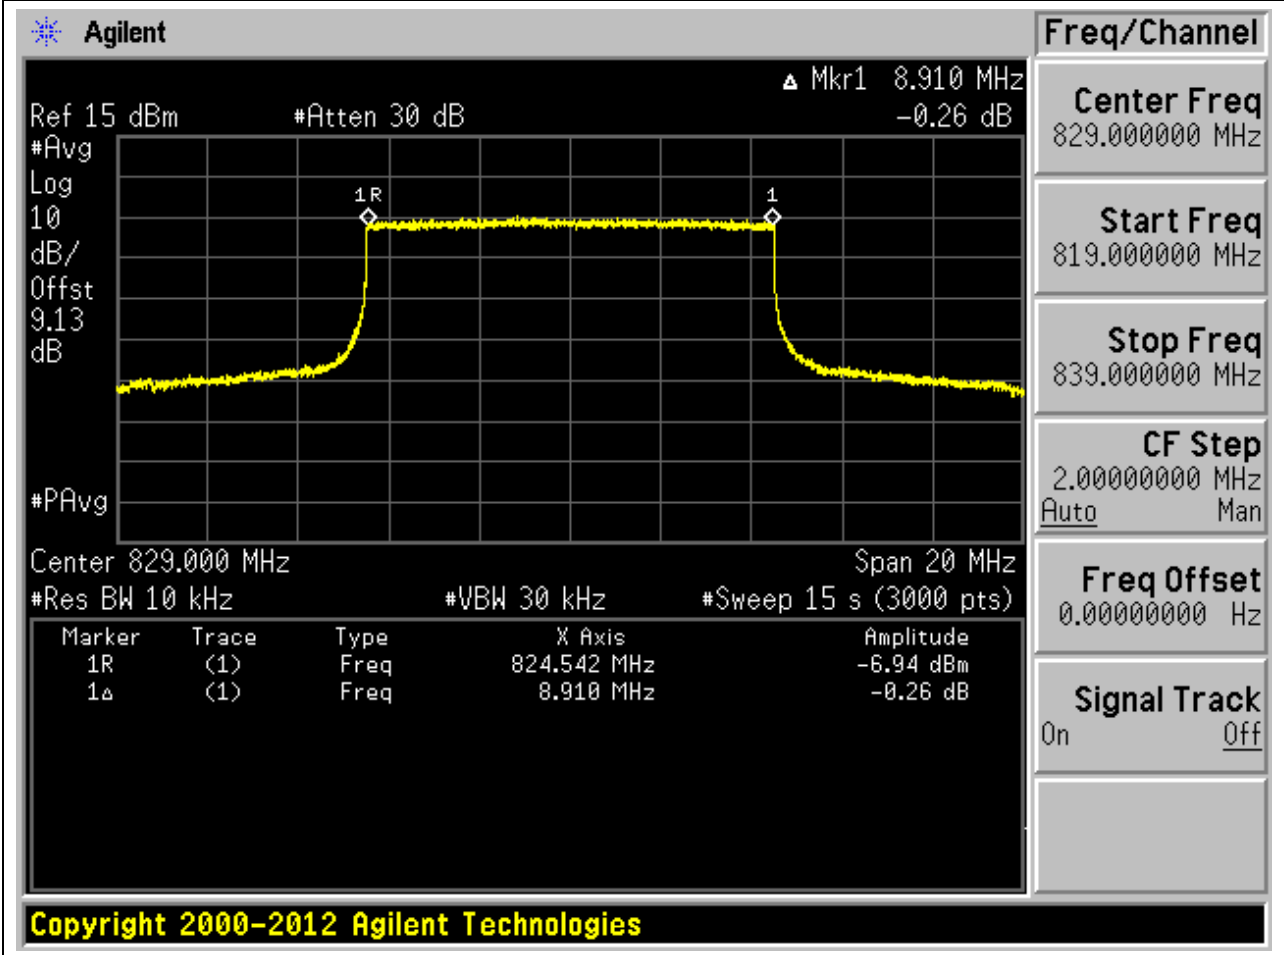 Agilent
Freq/Channel
Δ Mkr1 8.910 MHz
Ref 15 dBm #Atten 30 dB −0.26 dB
#Avg
Log
10
dB/
Offst
9.13
dB
1R 1
#PAvg
Center 829.000 MHz Span 20 MHz
#Res BW 10 kHz #VBW 30 kHz #Sweep 15 s (3000 pts)
Marker Trace Type X Axis Amplitude
1R (1) Freq 824.542 MHz −6.94 dBm
1Δ (1) Freq 8.910 MHz −0.26 dB
Center Freq
829.000000 MHz
Start Freq
819.000000 MHz
Stop Freq
839.000000 MHz
CF Step
2.00000000 MHz
Auto Man
Freq Offset
0.00000000 Hz
Signal Track
On Off
Copyright 2000–2012 Agilent Technologies